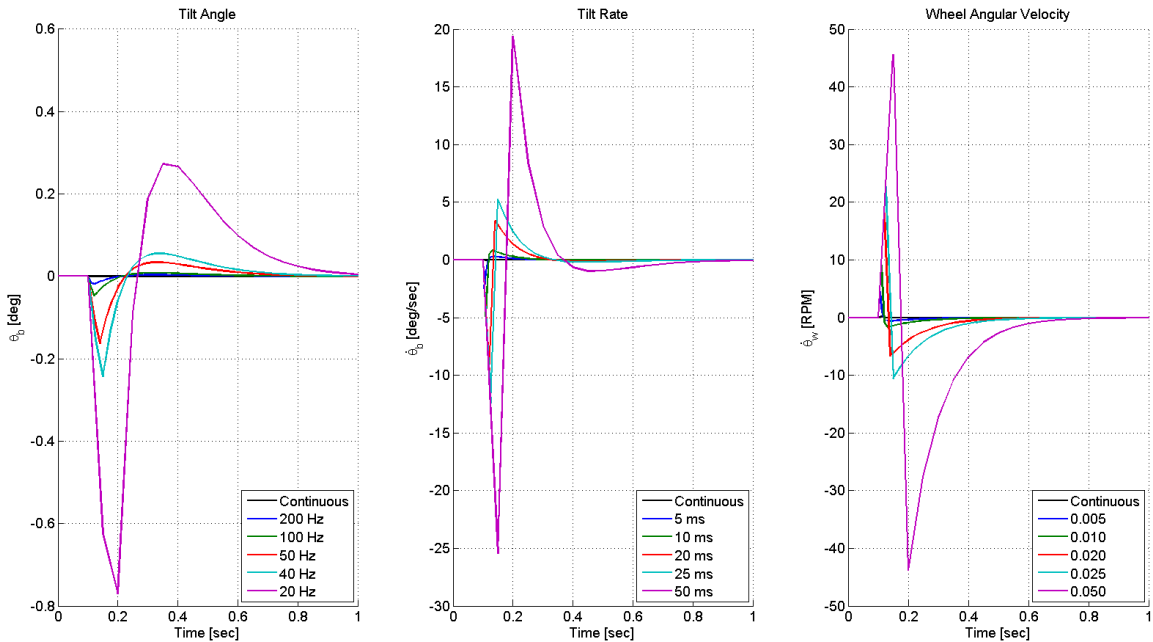 Tilt Angle
0.6
0.4
0.2
0
-0.2
-0.4
-0.6
-0.8
θ_b [deg]
0
0.2
0.4
0.6
0.8
1
Time [sec]
Continuous
200 Hz
100 Hz
50 Hz
40 Hz
20 Hz
Tilt Rate
20
15
10
5
0
-5
-10
-15
-20
-25
-30
θ̇_b [deg/sec]
0
0.2
0.4
0.6
0.8
1
Time [sec]
Continuous
5 ms
10 ms
20 ms
25 ms
50 ms
Wheel Angular Velocity
50
40
30
20
10
0
-10
-20
-30
-40
-50
θ̇_w [RPM]
0
0.2
0.4
0.6
0.8
1
Time [sec]
Continuous
0.005
0.010
0.020
0.025
0.050